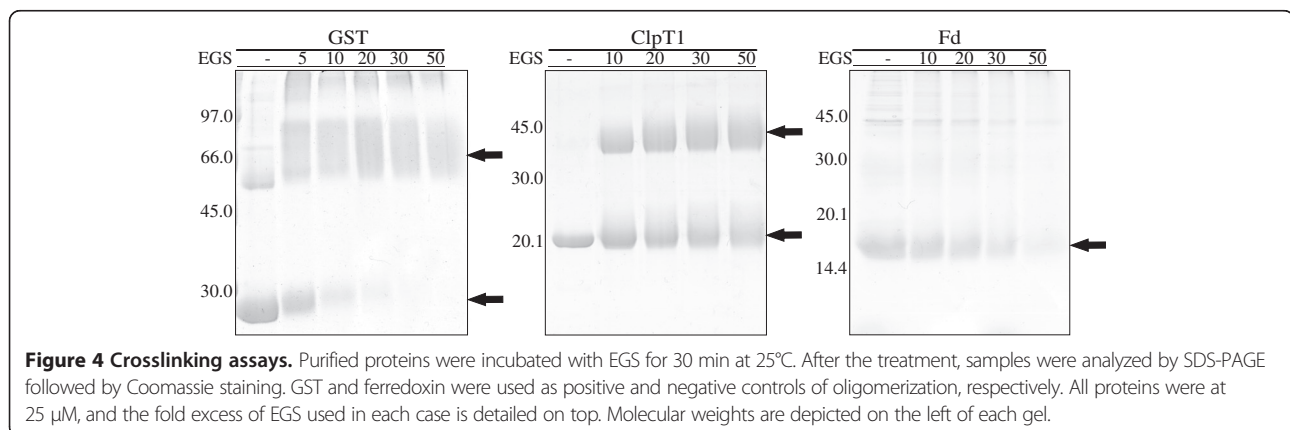 GST ClpT1 Fd
EGS - 5 10 20 30 50 EGS - 10 20 30 50 EGS - 10 20 30 50
97.0
66.0
45.0
30.0
45.0
30.0
20.1
45.0
30.0
20.1
14.4
Figure 4 Crosslinking assays. Purified proteins were incubated with EGS for 30 min at 25°C. After the treatment, samples were analyzed by SDS-PAGE
followed by Coomassie staining. GST and ferredoxin were used as positive and negative controls of oligomerization, respectively. All proteins were at
25 μM, and the fold excess of EGS used in each case is detailed on top. Molecular weights are depicted on the left of each gel.